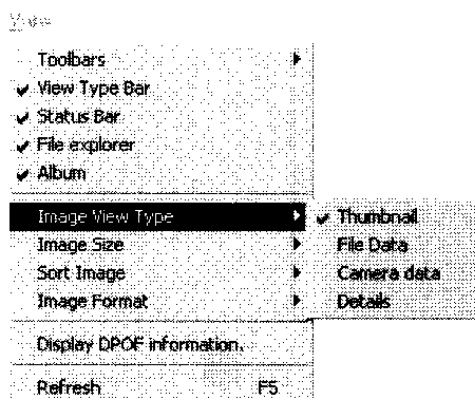 View
Toolbars
View Type Bar
Status Bar
File explorer
Album
Image View Type
Thumbnail
Image Size
File Data
Sort Image
Camera data
Image Format
Details
Display DPOF information.
Refresh F5